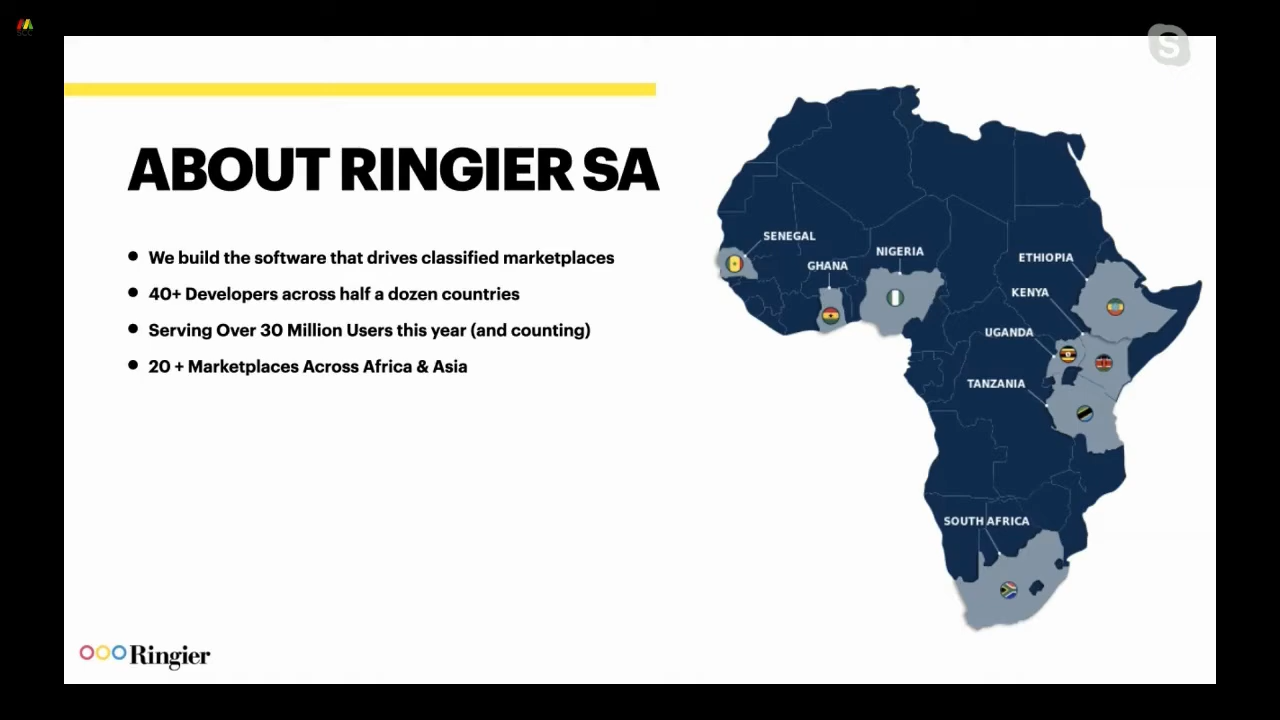 ABOUT RINGIER SA
We build the software that drives classified marketplaces
40+ Developers across half a dozen countries
Serving Over 30 Million Users this year (and counting)
20 + Marketplaces Across Africa & Asia
SENEGAL
GHANA
NIGERIA
ETHIOPIA
KENYA
UGANDA
TANZANIA
SOUTH AFRICA
Ringier
S